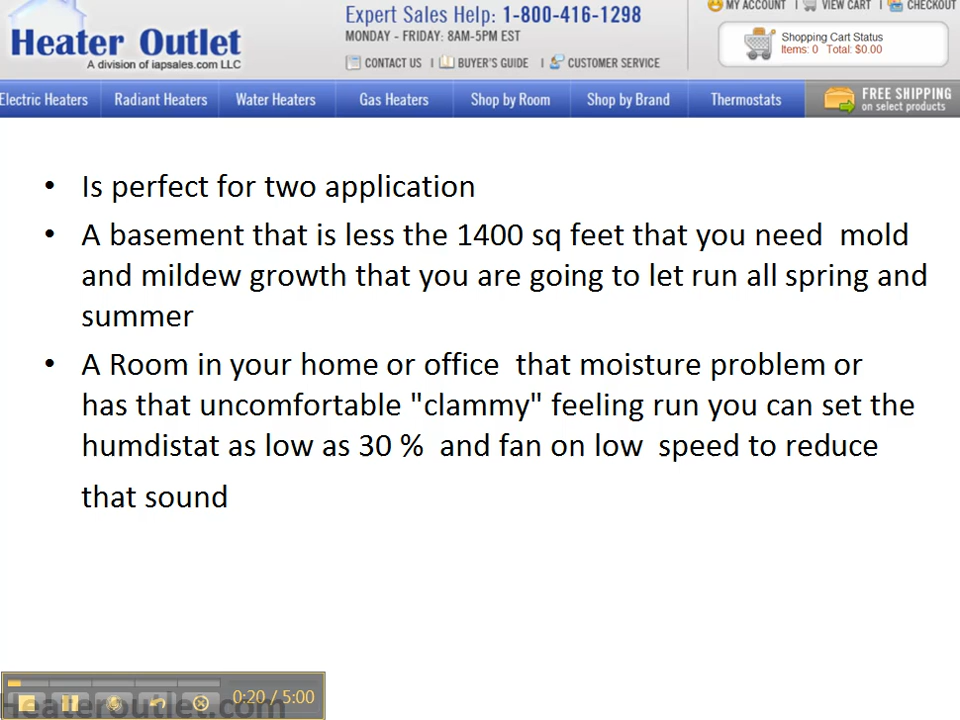 Heater Outlet
A division of iapsales.com LLC
Expert Sales Help: 1-800-416-1298
MONDAY - FRIDAY: 8AM-5PM EST
CONTACT US | BUYER'S GUIDE | CUSTOMER SERVICE
MY ACCOUNT | VIEW CART | CHECKOUT
Shopping Cart Status
Items: 0 Total: $0.00
Electric Heaters Radiant Heaters Water Heaters Gas Heaters Shop by Room Shop by Brand Thermostats
FREE SHIPPING
on select products
• Is perfect for two application
• A basement that is less the 1400 sq feet that you need mold
and mildew growth that you are going to let run all spring and
summer
• A Room in your home or office that moisture problem or
has that uncomfortable "clammy" feeling run you can set the
humdistat as low as 30 % and fan on low speed to reduce
that sound
0:20 / 5:00
Heateroutlet.com